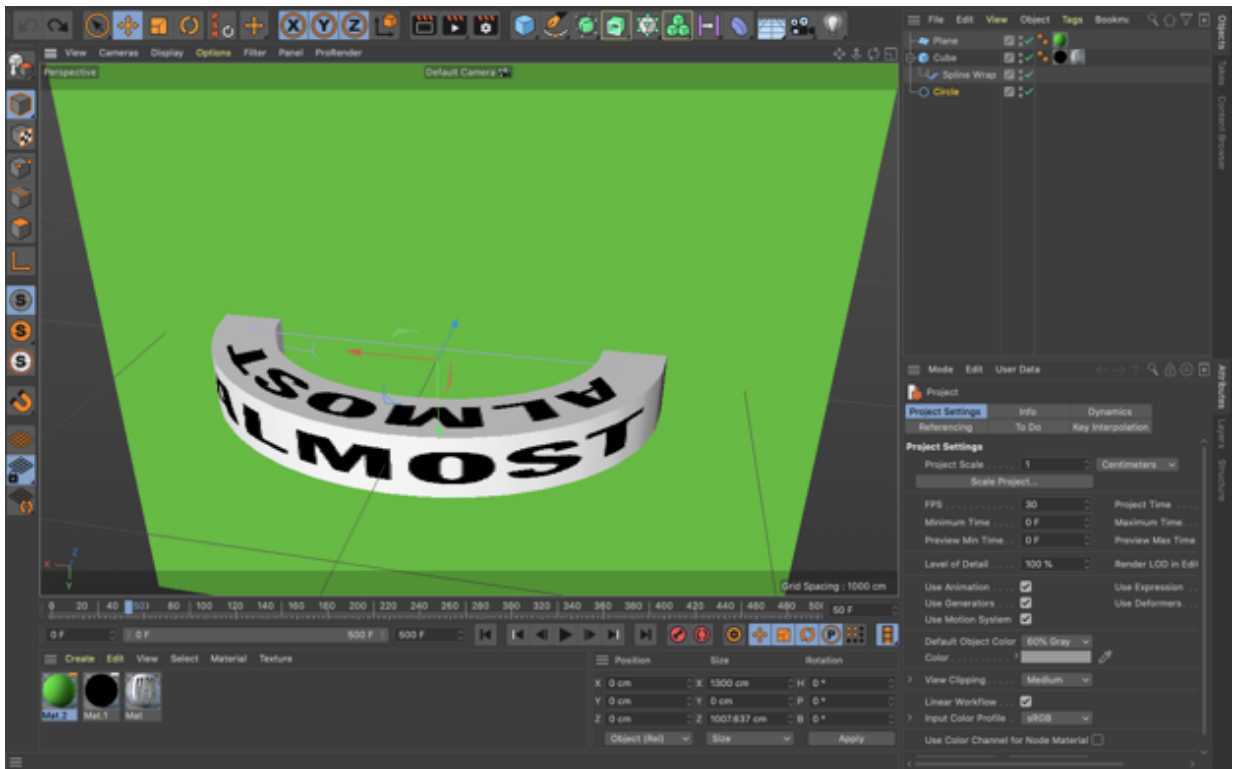 File Edit View Object Tags Bookm
Plane
Cube
Spline Wrap
Circle
Objects
Takes
Content Browser
View Cameras Display Options Filter Panel ProRender
Perspective
Default Camera
X Y Z
S
S
S
ALMOST
ALMOST
Z
X
Y
Grid Spacing : 1000 cm
Mode Edit User Data
Attributes
Layers
Structure
Project
Project Settings Info Dynamics
Referencing To Do Key Interpolation
Project Settings
Project Scale 1 Centimeters
Scale Project...
FPS 30 Project Time
Minimum Time 0 F Maximum Time
Preview Min Time 0 F Preview Max Time
Level of Detail 100 % Render LOD in Edit
Use Animation Use Expression
Use Generators Use Deformers
Use Motion System
Default Object Color 60% Gray
Color
View Clipping Medium
Linear Workflow
Input Color Profile sRGB
Use Color Channel for Node Material
0 20 40 50 80 100 120 140 160 180 200 220 240 260 280 300 320 340 360 380 400 420 440 460 480 50 50 F
0 F 0 F 500 F 500 F
P
Create Edit View Select Material Texture
Mat.2 Mat.1 Mat
Position Size Rotation
X 0 cm X 1300 cm H 0 °
Y 0 cm Y 0 cm P 0 °
Z 0 cm Z 1007.637 cm B 0 °
Object (Rel) Size Apply